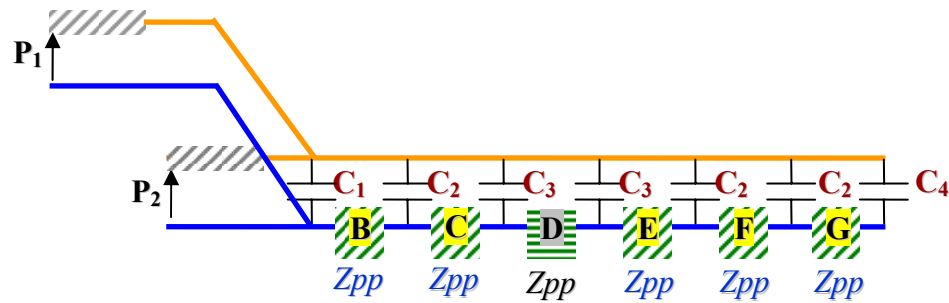 P1
P2
C1 C2 C3 C3 C2 C2 C4
B C D E F G
Zpp Zpp Zpp Zpp Zpp Zpp